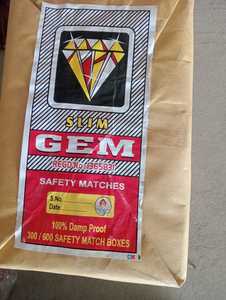 SLIM
GEM
SAFETY MATCHES
S.No.
Date
100% Damp Proof
300 / 600 SAFETY MATCH BOXES